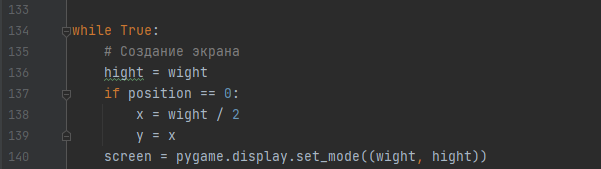 133
134 while True:
135 # Создание экрана
136 hight = wight
137 if position == 0:
138 x = wight / 2
139 y = x
140 screen = pygame.display.set_mode((wight, hight))